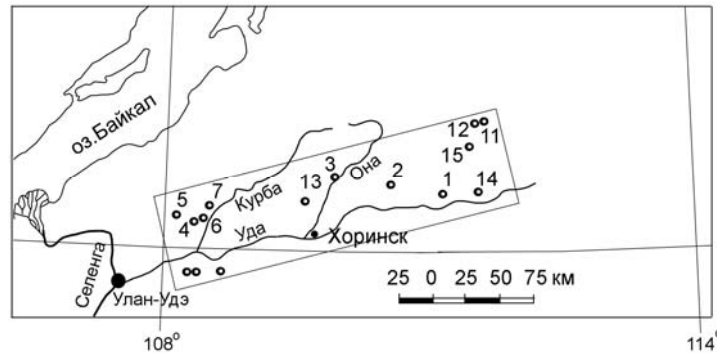 оз.Байкал
12 11
15
3
Она
2
5
7
Курба
13
1
14
4
6
Уда
Хоринск
Селенга
Улан-Удэ
25 0 25 50 75 км
108°
114°